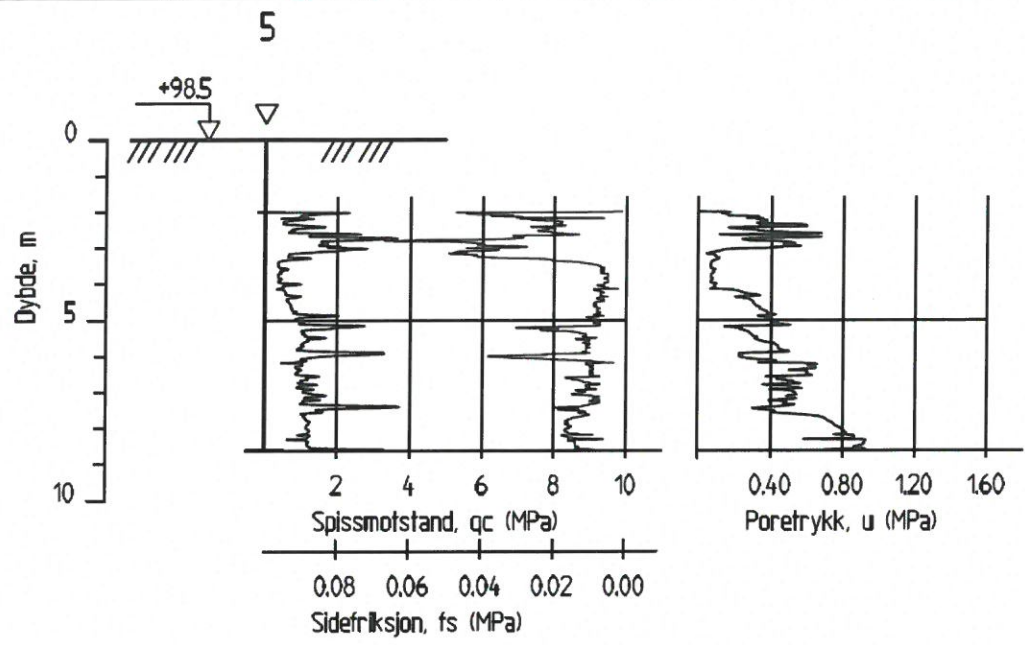 5
+98.5
0
Dybde, m
5
10
2 4 6 8 10
Spissmotstand, qc (MPa)
0.40 0.80 1.20 1.60
Poretrykk, u (MPa)
0.08 0.06 0.04 0.02 0.00
Sidefriksjon, fs (MPa)